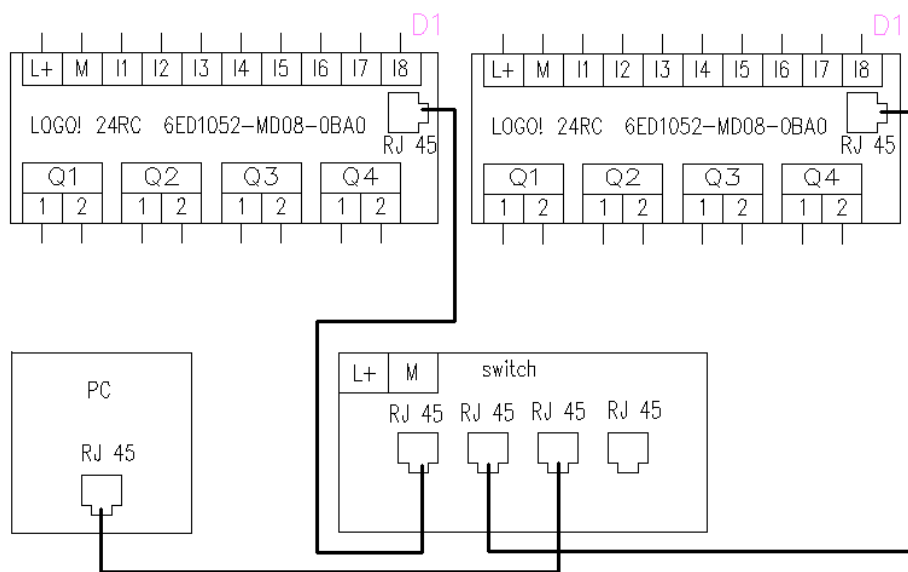 D1 D1
L+ M I1 I2 I3 I4 I5 I6 I7 I8 L+ M I1 I2 I3 I4 I5 I6 I7 I8
LOGO! 24RC 6ED1052-MD08-0BA0 LOGO! 24RC 6ED1052-MD08-0BA0
RJ 45 RJ 45
Q1 Q2 Q3 Q4 Q1 Q2 Q3 Q4
1 2 1 2 1 2 1 2 1 2 1 2 1 2 1 2
L+ M switch
PC
RJ 45 RJ 45 RJ 45 RJ 45
RJ 45